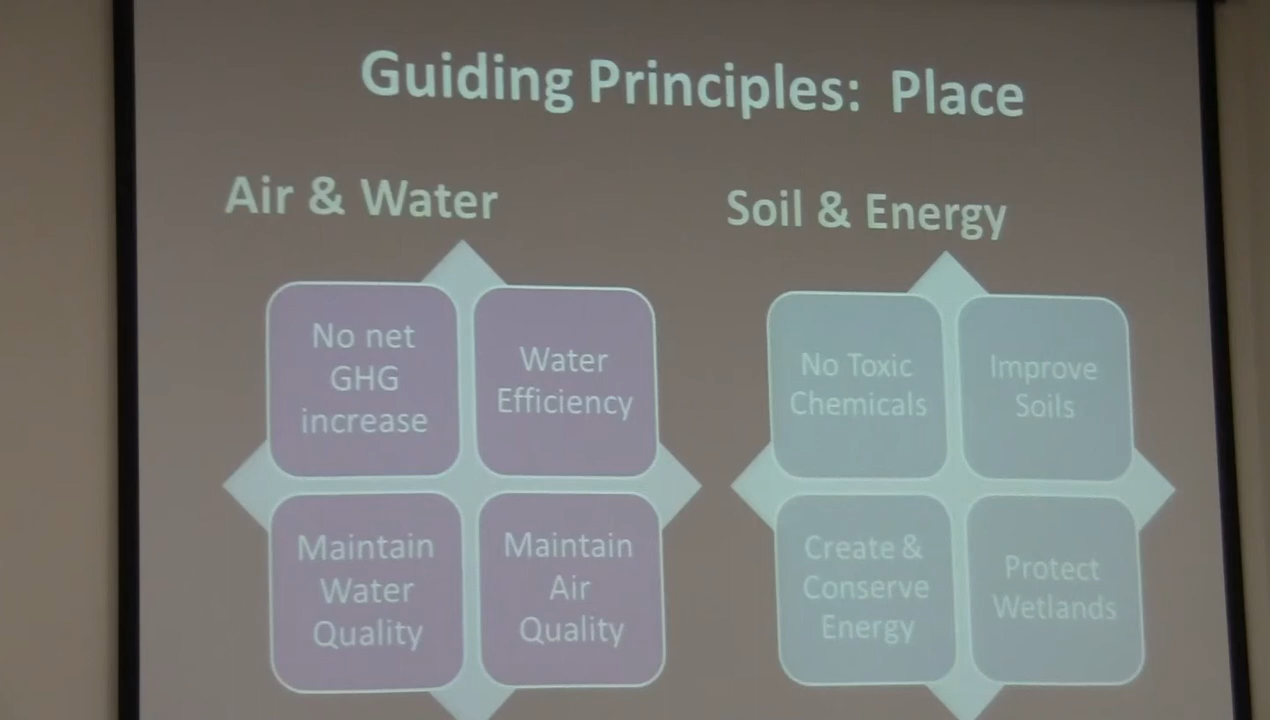 Guiding Principles: Place
Air & Water
No net
GHG
increase
Water
Efficiency
Maintain
Water
Quality
Maintain
Air
Quality
Soil & Energy
No Toxic
Chemicals
Improve
Soils
Create &
Conserve
Energy
Protect
Wetlands